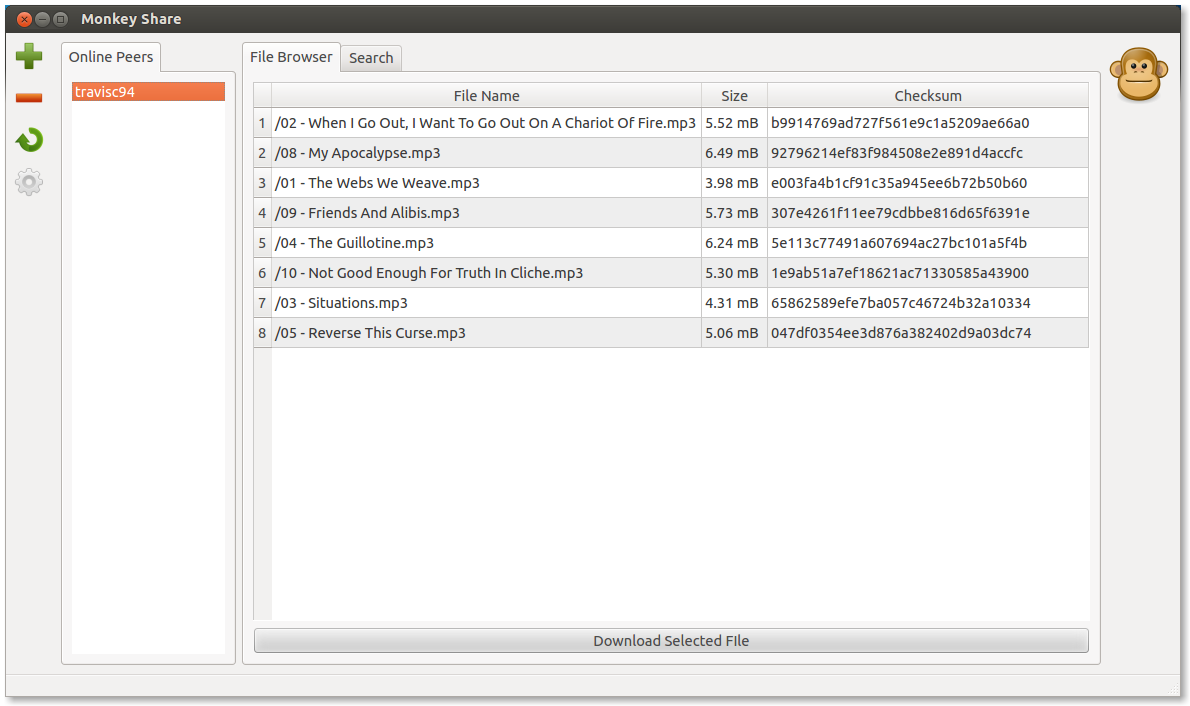 Monkey Share
Online Peers
travisc94
File Browser
Search
File Name Size Checksum
1 /02 - When I Go Out, I Want To Go Out On A Chariot Of Fire.mp3 5.52 mB b9914769ad727f561e9c1a5209ae66a0
2 /08 - My Apocalypse.mp3 6.49 mB 92796214ef83f984508e2e891d4accfc
3 /01 - The Webs We Weave.mp3 3.98 mB e003fa4b1cf91c35a945ee6b72b50b60
4 /09 - Friends And Alibis.mp3 5.73 mB 307e4261f11ee79cdbbe816d65f6391e
5 /04 - The Guillotine.mp3 6.24 mB 5e113c77491a607694ac27bc101a5f4b
6 /10 - Not Good Enough For Truth In Cliche.mp3 5.30 mB 1e9ab51a7ef18621ac71330585a43900
7 /03 - Situations.mp3 4.31 mB 65862589efe7ba057c46724b32a10334
8 /05 - Reverse This Curse.mp3 5.06 mB 047df0354ee3d876a382402d9a03dc74
Download Selected FIle